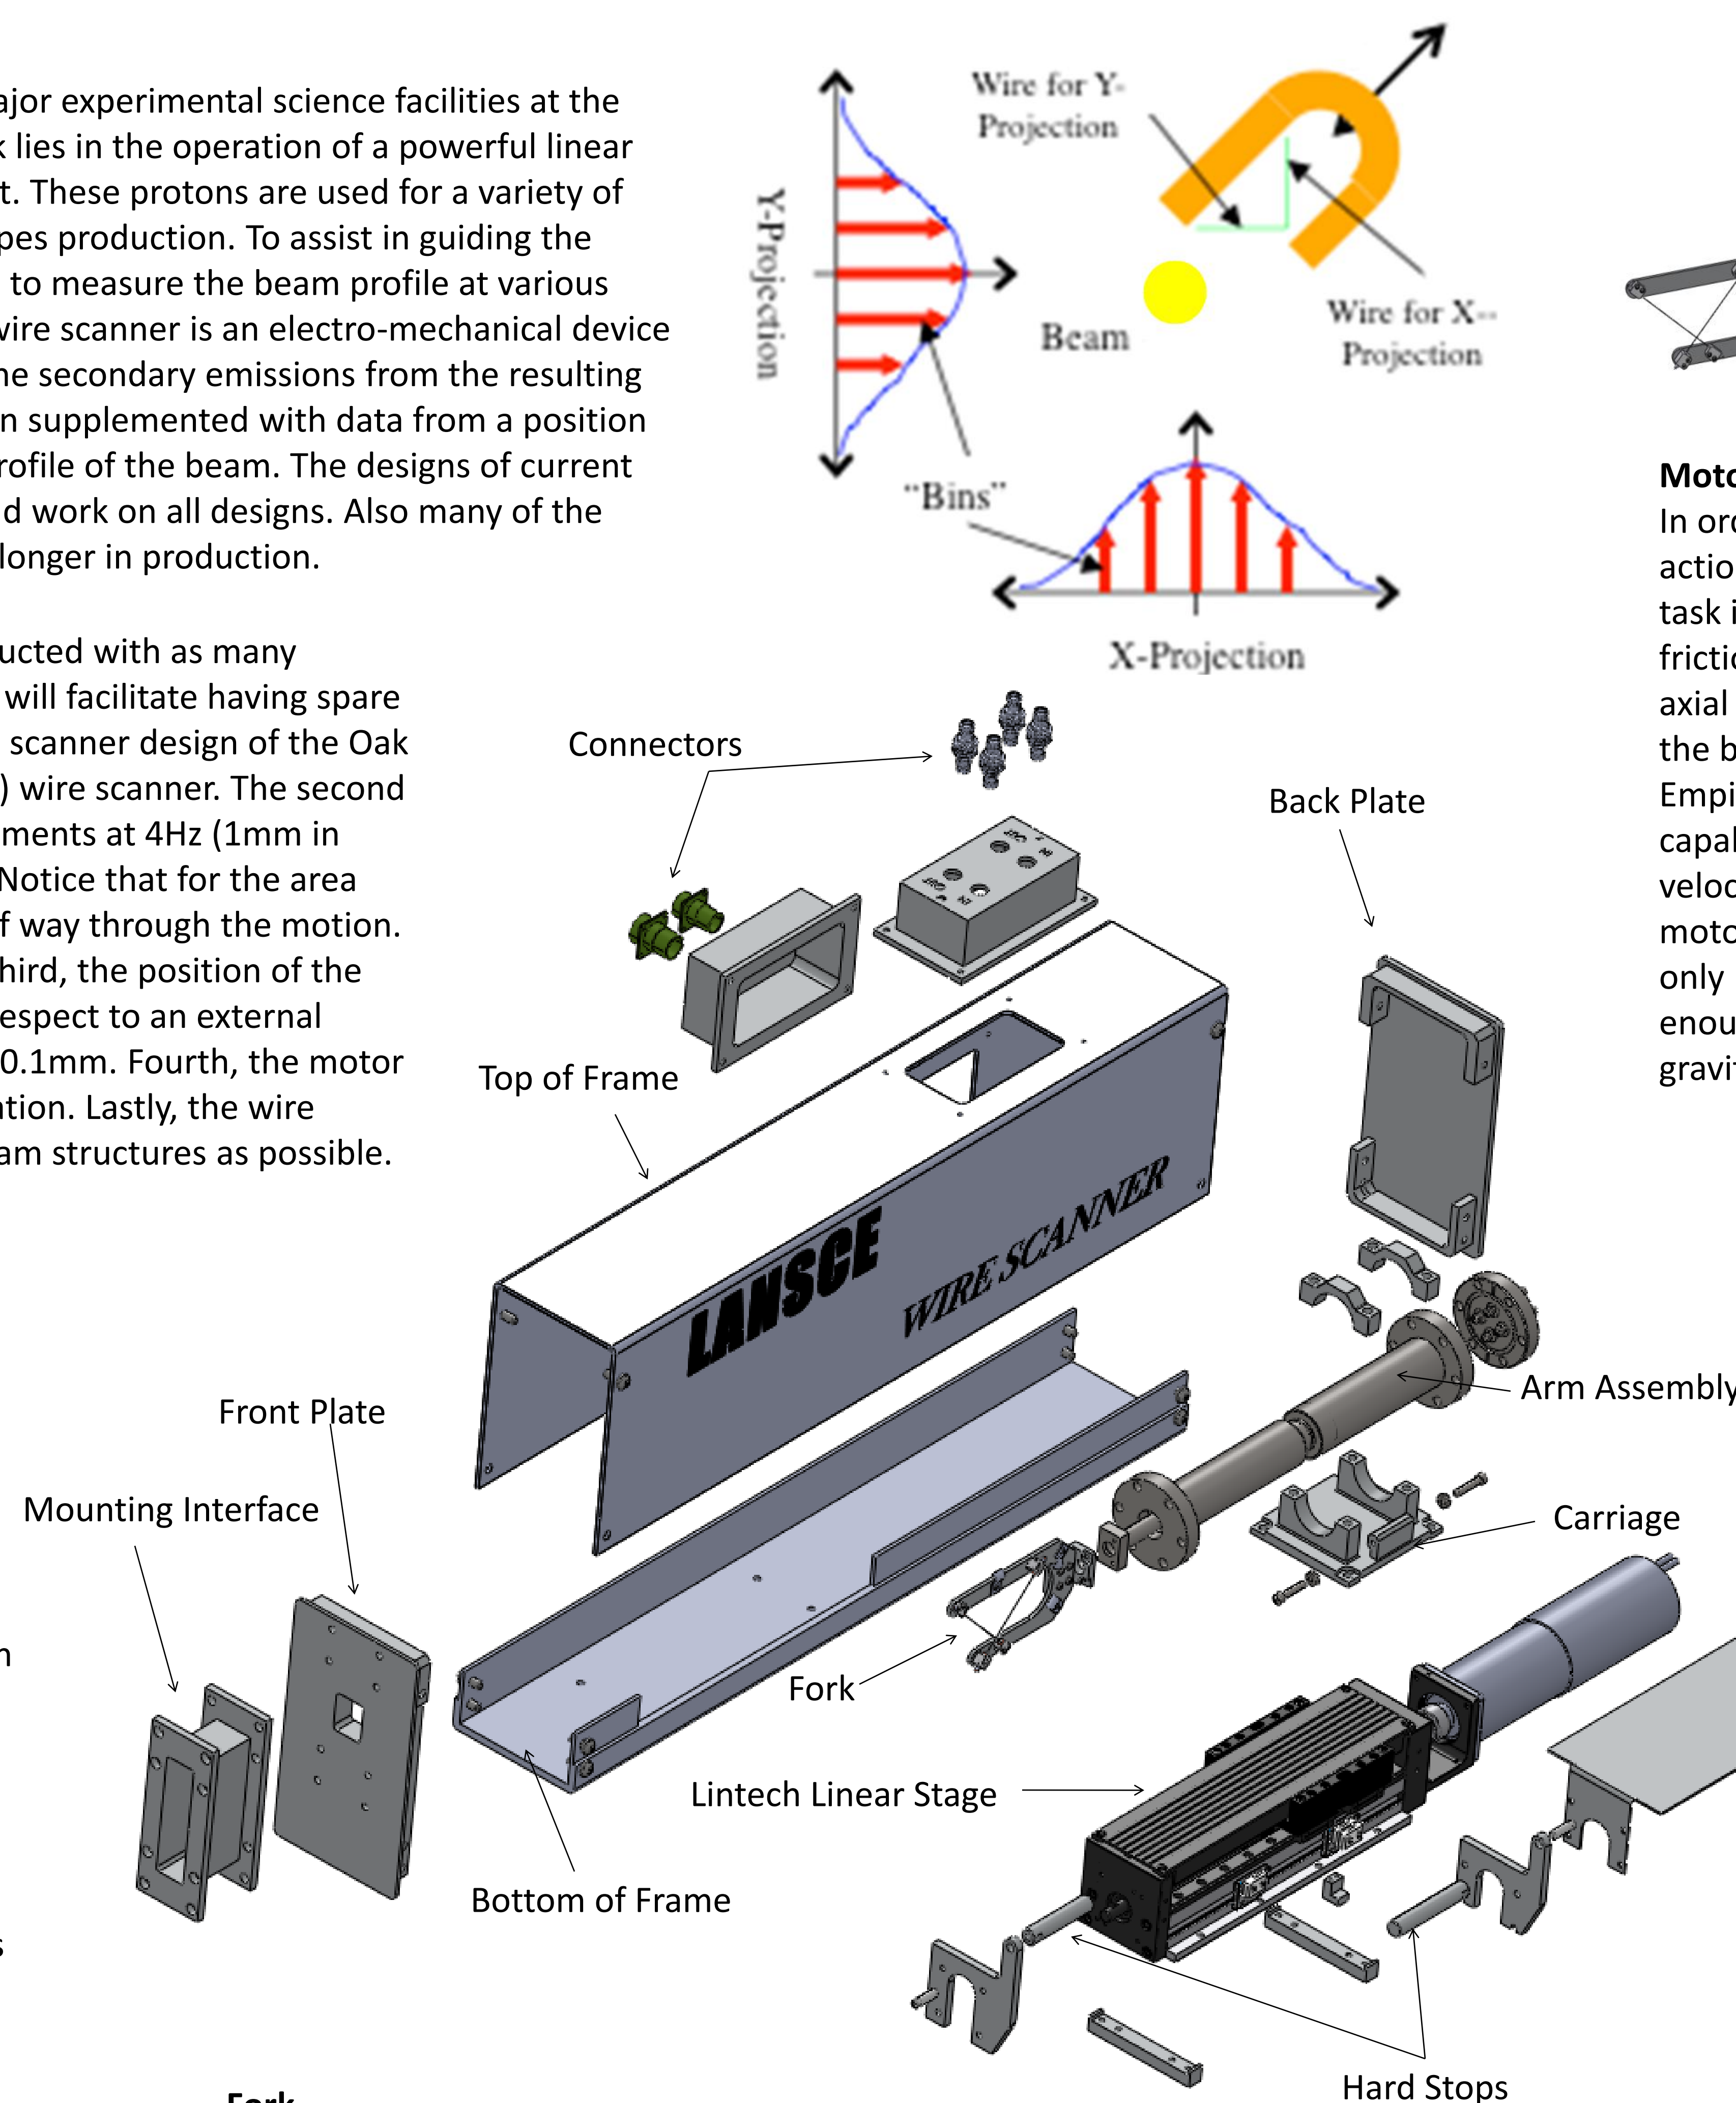 ajor experimental science facilities at the
k lies in the operation of a powerful linear
t. These protons are used for a variety of
pes production. To assist in guiding the
to measure the beam profile at various
wire scanner is an electro-mechanical device
he secondary emissions from the resulting
n supplemented with data from a position
rofile of the beam. The designs of current
d work on all designs. Also many of the
longer in production.
ucted with as many
will facilitate having spare
scanner design of the Oak
) wire scanner. The second
ments at 4Hz (1mm in
Notice that for the area
f way through the motion.
hird, the position of the
espect to an external
0.1mm. Fourth, the motor
ation. Lastly, the wire
am structures as possible.
Wire for Y-
Projection
Y-Projection
Beam
Wire for X--
Projection
"Bins"
X-Projection
Moto
In ord
actio
task i
frictio
axial
the b
Empi
capal
veloc
moto
only
enou
gravit
Connectors
Back Plate
OUT
IN
OUT
IN
Top of Frame
LANSCE
WIRE SCANNER
Front Plate
Arm Assembly
Mounting Interface
Carriage
n
Fork
Lintech Linear Stage
Bottom of Frame
s
Hard Stops
Fork